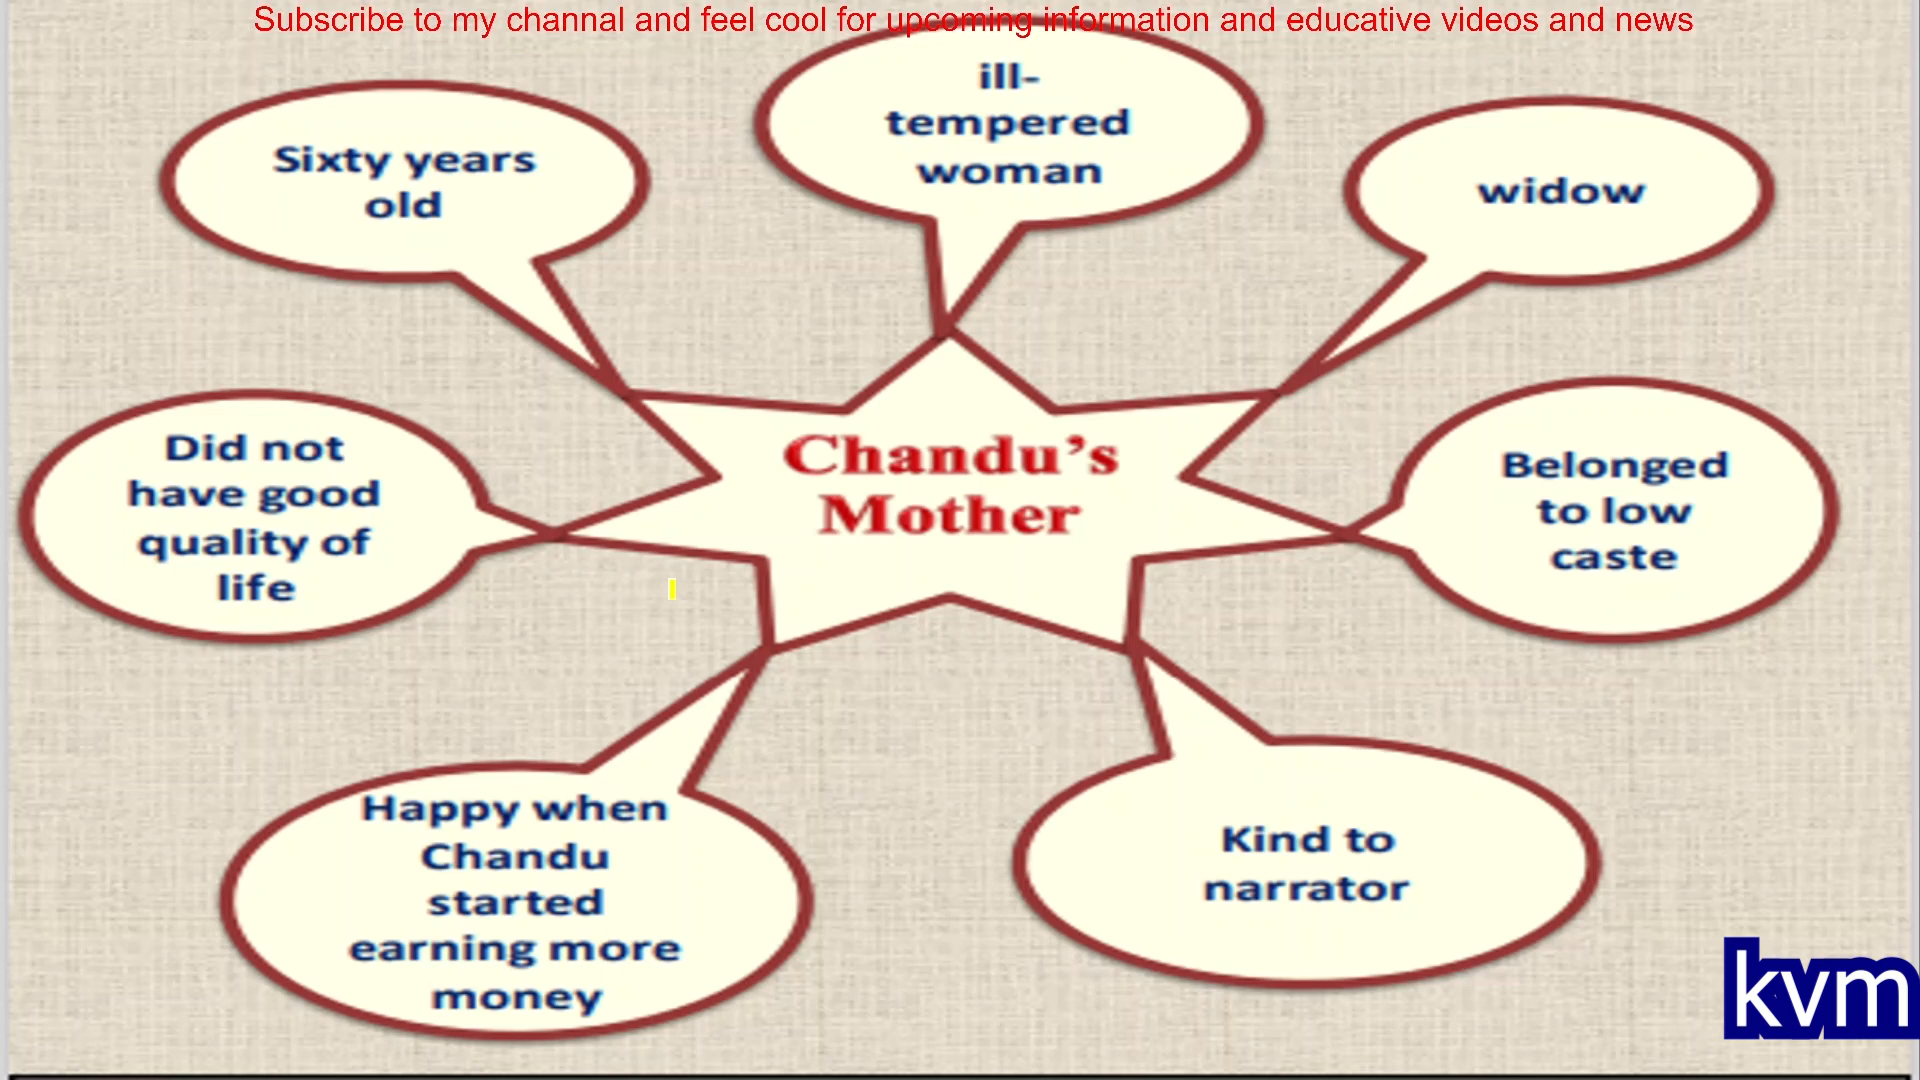 Subscribe to my channal and feel cool for upcoming information and educative videos and news
ill-
tempered
woman
Sixty years
old
widow
Chandu's
Mother
Did not
have good
quality of
life
Belonged
to low
caste
Happy when
Chandu
started
earning more
money
Kind to
narrator
kvm